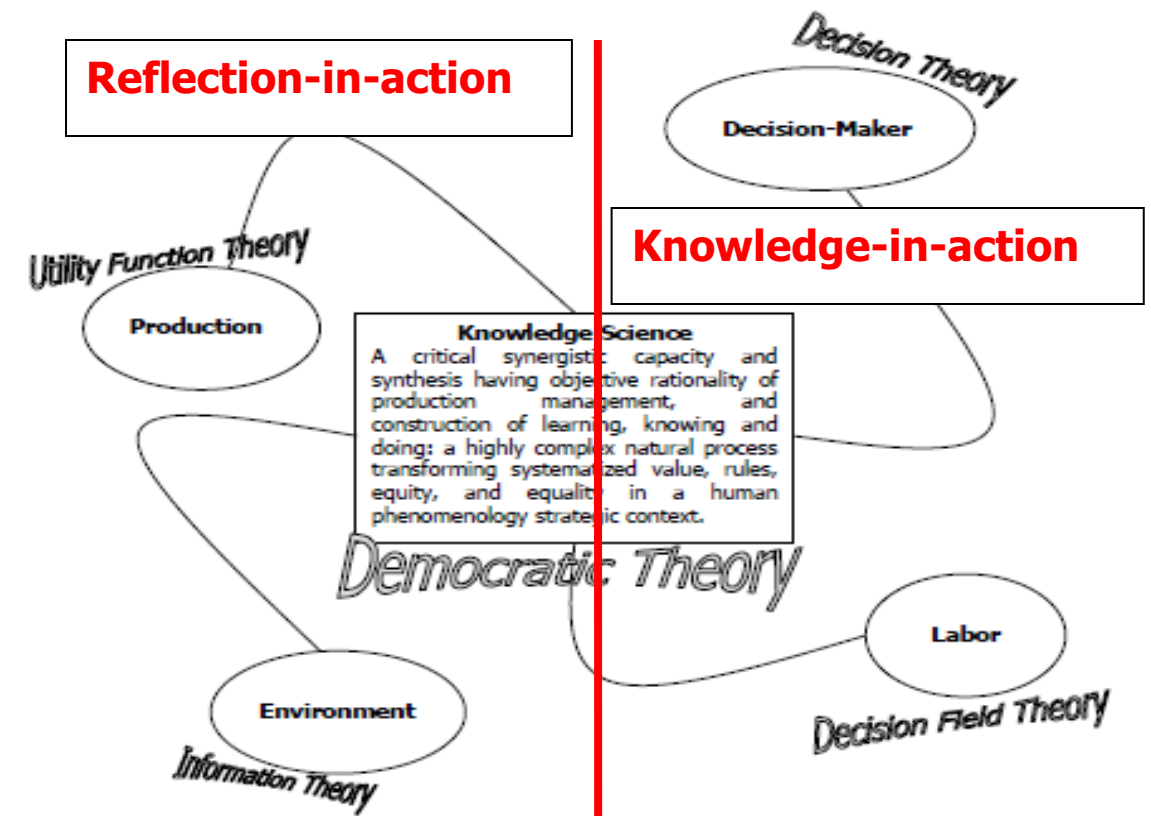 Reflection-in-action
Decision Theory
Decision-Maker
Knowledge-in-action
Utility Function Theory
Production
Knowledge Science
A critical synergistic capacity and
synthesis having objective rationality of
production management, and
construction of learning, knowing and
doing: a highly complex natural process
transforming systematized value, rules,
equity, and equality in a human
phenomenology strategic context.
Democratic Theory
Labor
Decision Field Theory
Environment
Information Theory